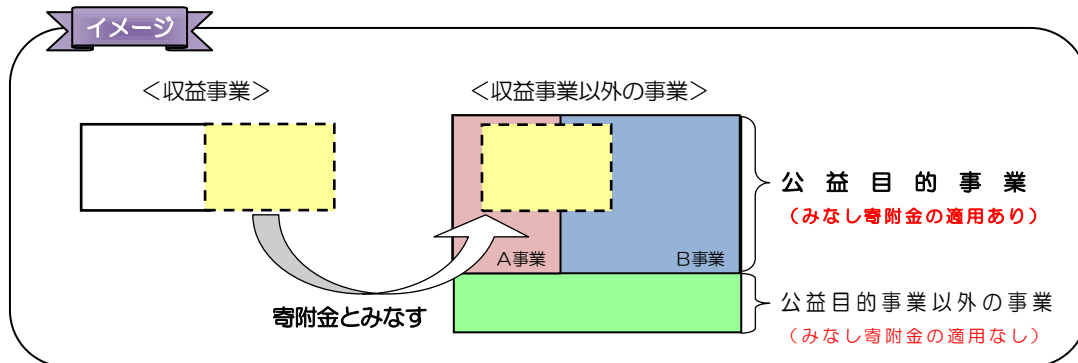 イメージ
＜収益事業＞
＜収益事業以外の事業＞
公益目的事業
（みなし寄附金の適用あり）
A事業
B事業
寄附金とみなす
公益目的事業以外の事業
（みなし寄附金の適用なし）